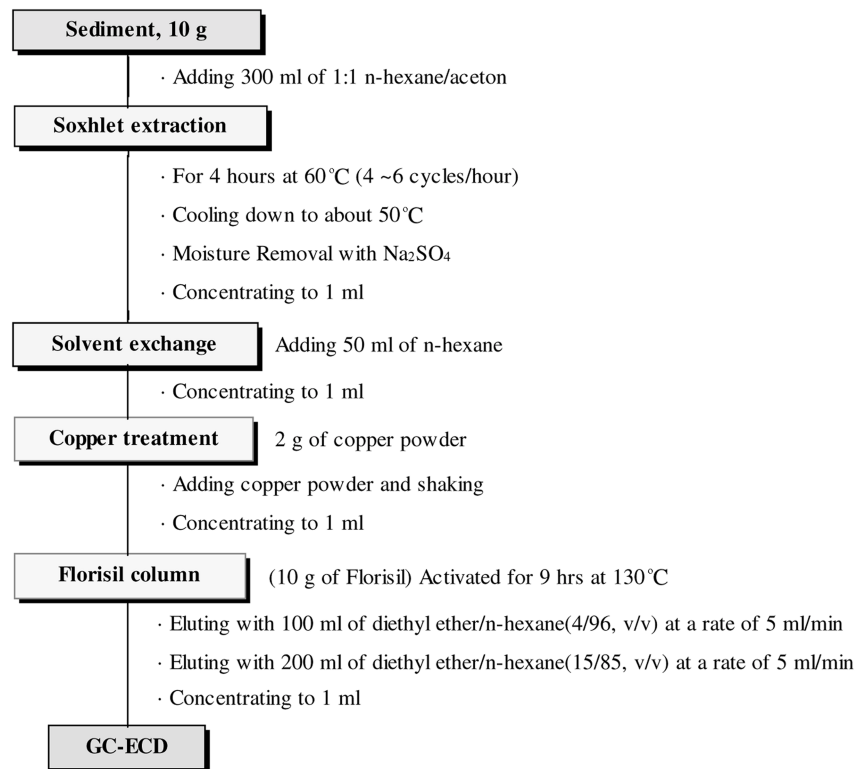 Sediment, 10 g
· Adding 300 ml of 1:1 n-hexane/aceton
Soxhlet extraction
· For 4 hours at 60℃ (4 ~6 cycles/hour)
· Cooling down to about 50℃
· Moisture Removal with Na₂SO₄
· Concentrating to 1 ml
Solvent exchange Adding 50 ml of n-hexane
· Concentrating to 1 ml
Copper treatment 2 g of copper powder
· Adding copper powder and shaking
· Concentrating to 1 ml
Florisil column (10 g of Florisil) Activated for 9 hrs at 130℃
· Eluting with 100 ml of diethyl ether/n-hexane(4/96, v/v) at a rate of 5 ml/min
· Eluting with 200 ml of diethyl ether/n-hexane(15/85, v/v) at a rate of 5 ml/min
· Concentrating to 1 ml
GC-ECD